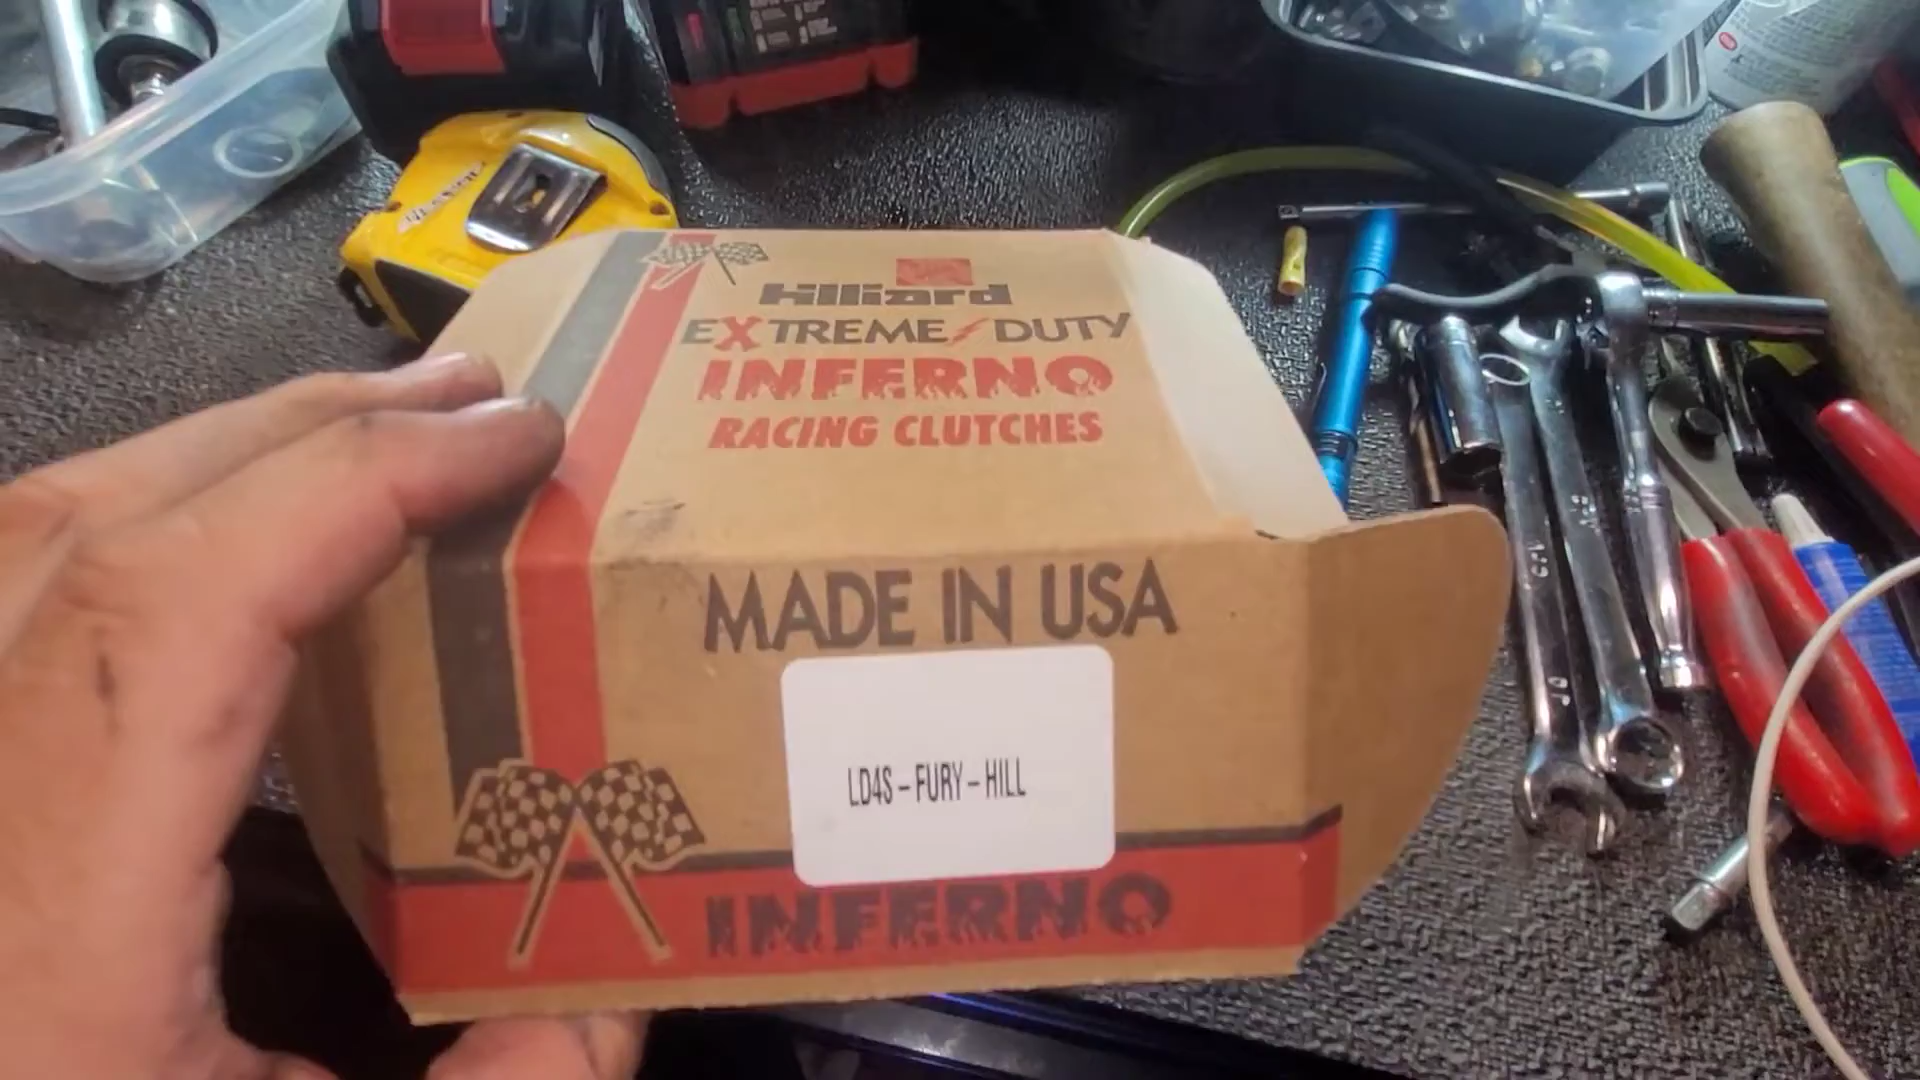 Hilliard
EXTREME DUTY
INFERNO
RACING CLUTCHES
MADE IN USA
LD4S – FURY – HILL
INFERNO